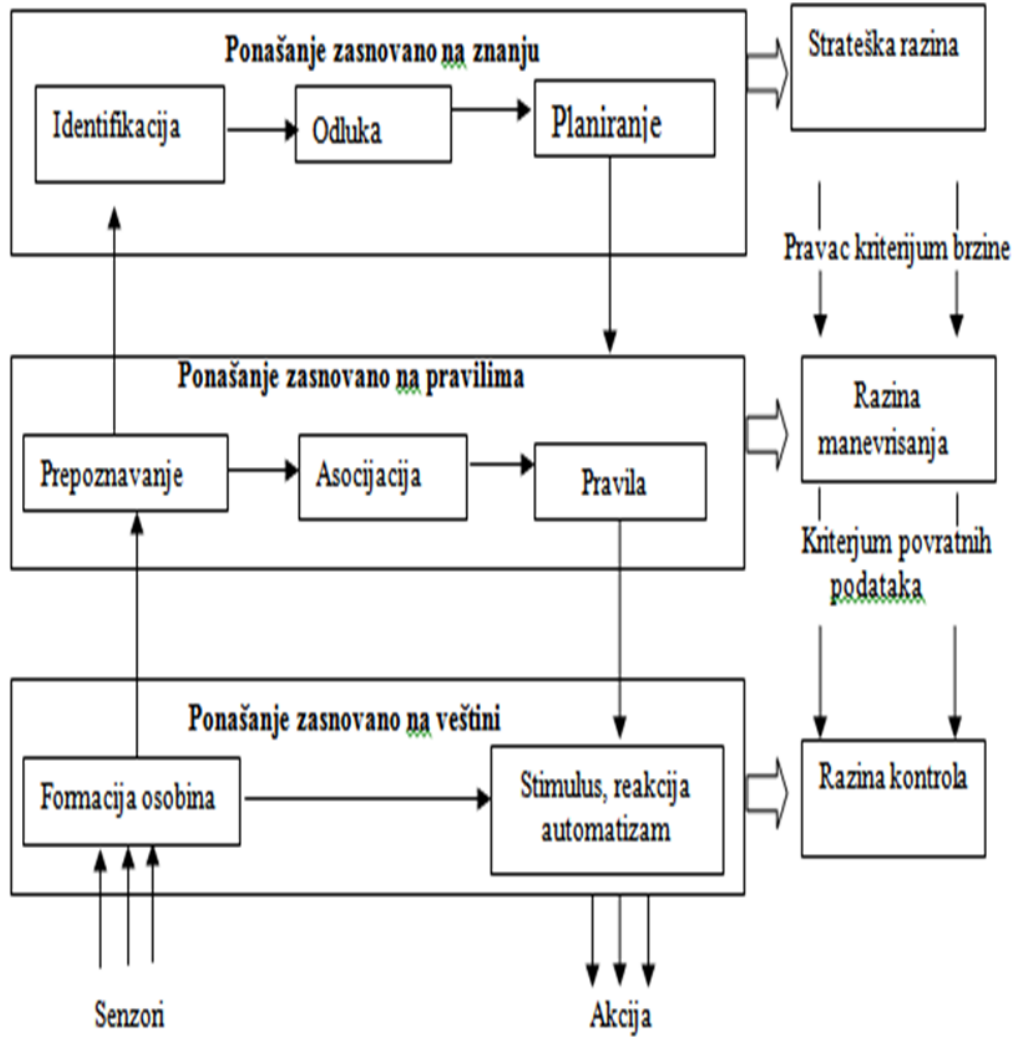 Ponašanje zasnovano na znanju
Identifikacija
Odluka
Planiranje
Strateška razina
Pravac kriterijum brzine
Ponašanje zasnovano na pravilima
Prepoznavanje
Asocijacija
Pravila
Razina
manevrisanja
Kriterjum povratnih
podataka
Ponašanje zasnovano na veštini
Formacija osobina
Stimulus, reakcija
automatizam
Razina kontrola
Senzori
Akcija